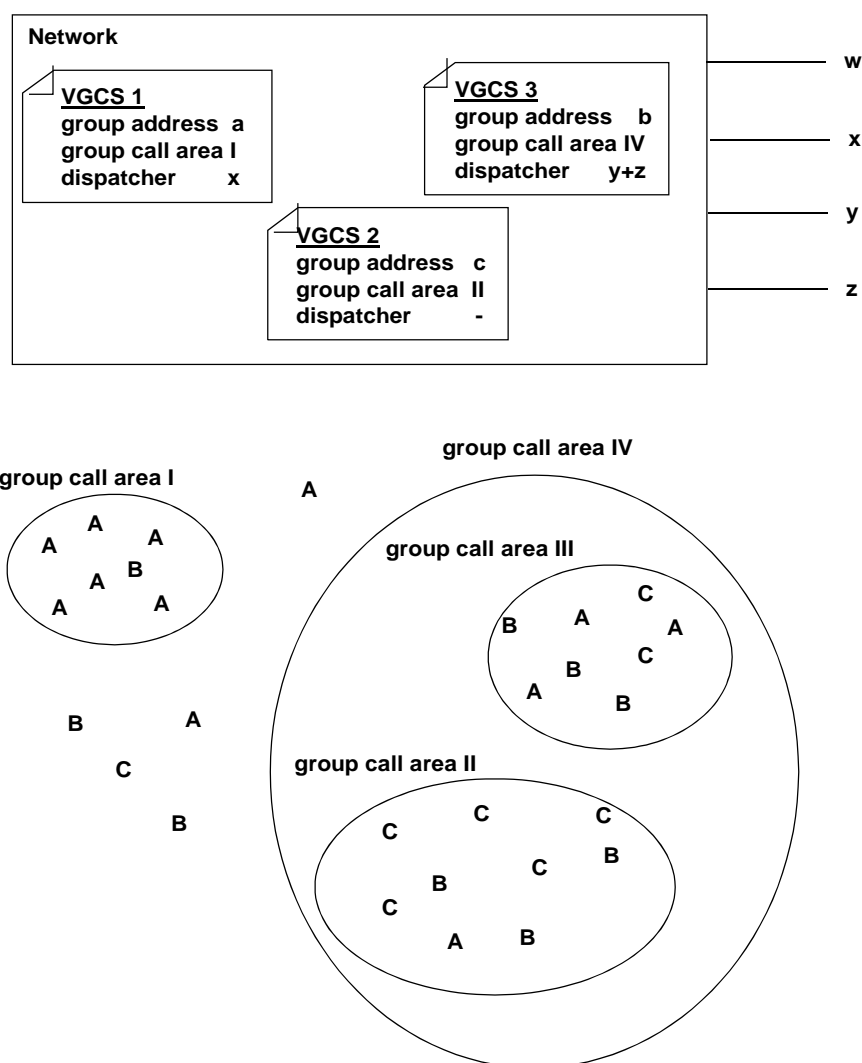 Network
w
VGCS 1
group address a
group call area I
dispatcher x
VGCS 3
group address b
group call area IV
dispatcher y+z
x
VGCS 2
group address c
group call area II
dispatcher -
y
z
group call area IV
group call area I
A
A
A
A
B
A
A
A
group call area III
C
B
A
A
C
B
A
B
B
A
C
B
group call area II
C
C
C
B
C
B
C
A
B